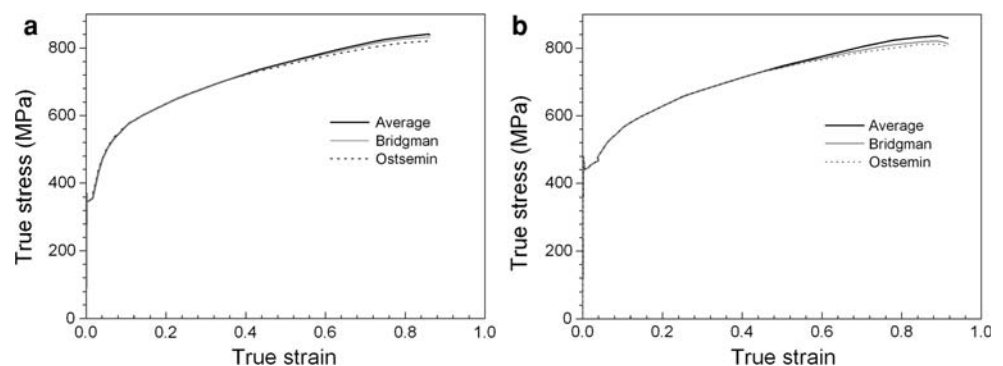 a
True stress (MPa)
800
600
400
200
0
0.0 0.2 0.4 0.6 0.8 1.0
True strain
Average
Bridgman
Ostsemin
b
True stress (MPa)
800
600
400
200
0
0.0 0.2 0.4 0.6 0.8 1.0
True strain
Average
Bridgman
Ostsemin